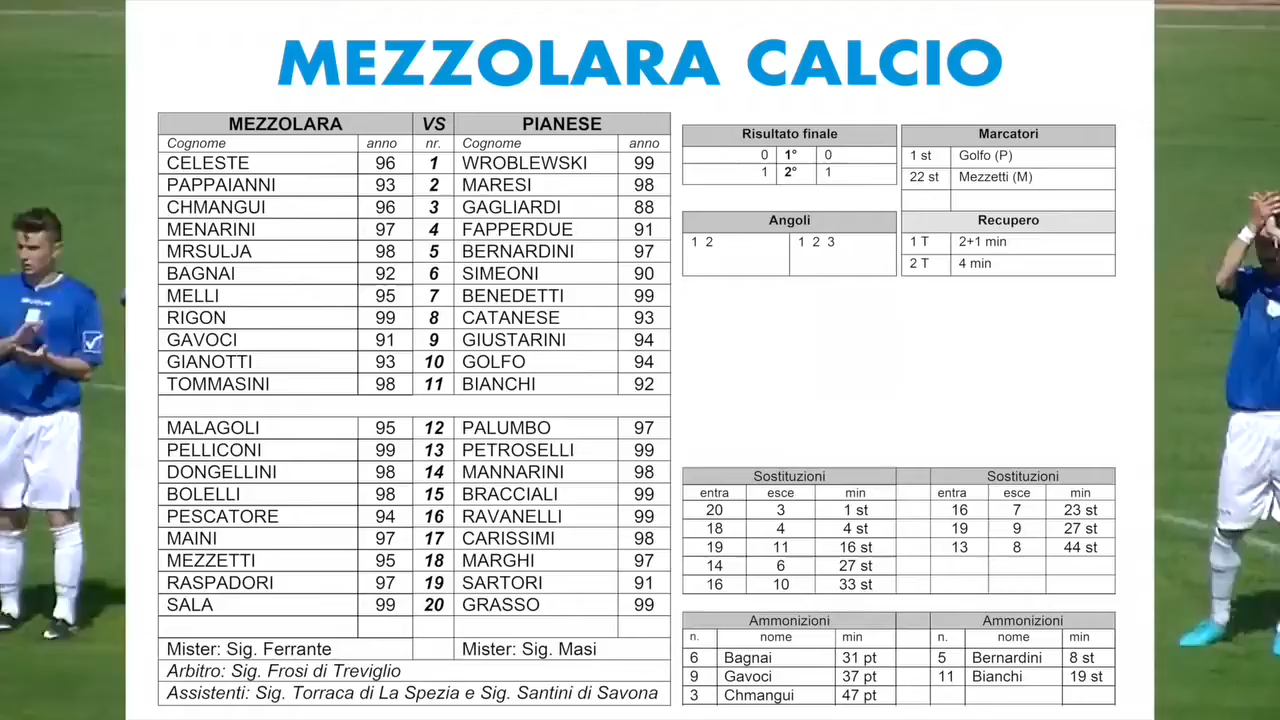 MEZZOLARA CALCIO
MEZZOLARA VS PIANESE
Cognome anno nr. Cognome anno
CELESTE 96 1 WROBLEWSKI 99
PAPPAIANNI 93 2 MARESI 98
CHMANGUI 96 3 GAGLIARDI 88
MENARINI 97 4 FAPPERDUE 91
MRSULJA 98 5 BERNARDINI 97
BAGNAI 92 6 SIMEONI 90
MELLI 95 7 BENEDETTI 99
RIGON 99 8 CATANESE 93
GAVOCI 91 9 GIUSTARINI 94
GIANOTTI 93 10 GOLFO 94
TOMMASINI 98 11 BIANCHI 92
MALAGOLI 95 12 PALUMBO 97
PELLICONI 99 13 PETROSELLI 99
DONGELLINI 98 14 MANNARINI 98
BOLELLI 98 15 BRACCIALI 99
PESCATORE 94 16 RAVANELLI 99
MAINI 97 17 CARISSIMI 98
MEZZETTI 95 18 MARGHI 97
RASPADORI 97 19 SARTORI 91
SALA 99 20 GRASSO 99
Mister: Sig. Ferrante Mister: Sig. Masi
Arbitro: Sig. Frosi di Treviglio
Assistenti: Sig. Torraca di La Spezia e Sig. Santini di Savona
Risultato finale
0 1° 0
1 2° 1
Marcatori
1 st Golfo (P)
22 st Mezzetti (M)
Angoli
1 2 1 2 3
Recupero
1 T 2+1 min
2 T 4 min
Sostituzioni Sostituzioni
entra esce min entra esce min
20 3 1 st 16 7 23 st
18 4 4 st 19 9 27 st
19 11 16 st 13 8 44 st
14 6 27 st
16 10 33 st
Ammonizioni Ammonizioni
n. nome min n. nome min
6 Bagnai 31 pt 5 Bernardini 8 st
9 Gavoci 37 pt 11 Bianchi 19 st
3 Chmangui 47 pt